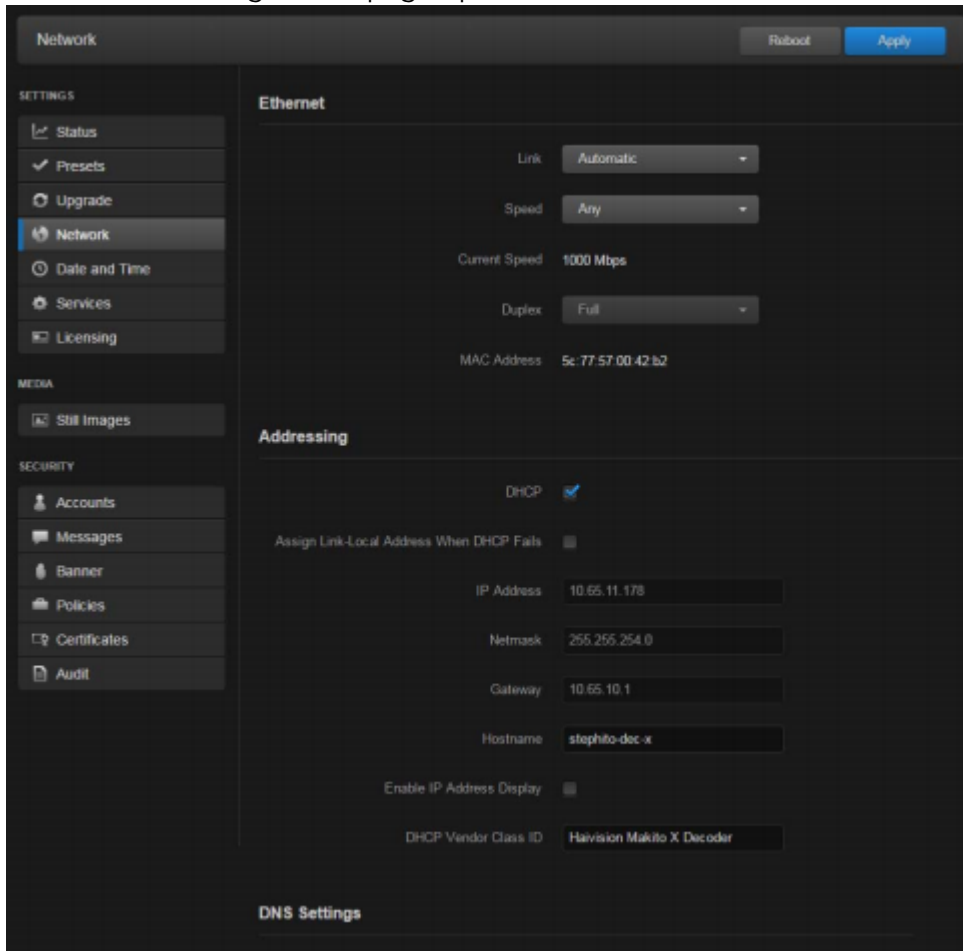 Network
Reboot
Apply
SETTINGS
Status
Presets
Upgrade
Network
Date and Time
Services
Licensing
MEDIA
Still Images
SECURITY
Accounts
Messages
Banner
Policies
Certificates
Audit
Ethernet
Link Automatic
Speed Any
Current Speed 1000 Mbps
Duplex Full
MAC Address 5c:77:57:00:42:b2
Addressing
DHCP
Assign Link-Local Address When DHCP Fails
IP Address 10.65.11.178
Netmask 255.255.254.0
Gateway 10.65.10.1
Hostname stephito-dec-x
Enable IP Address Display
DHCP Vendor Class ID Haivision Makito X Decoder
DNS Settings